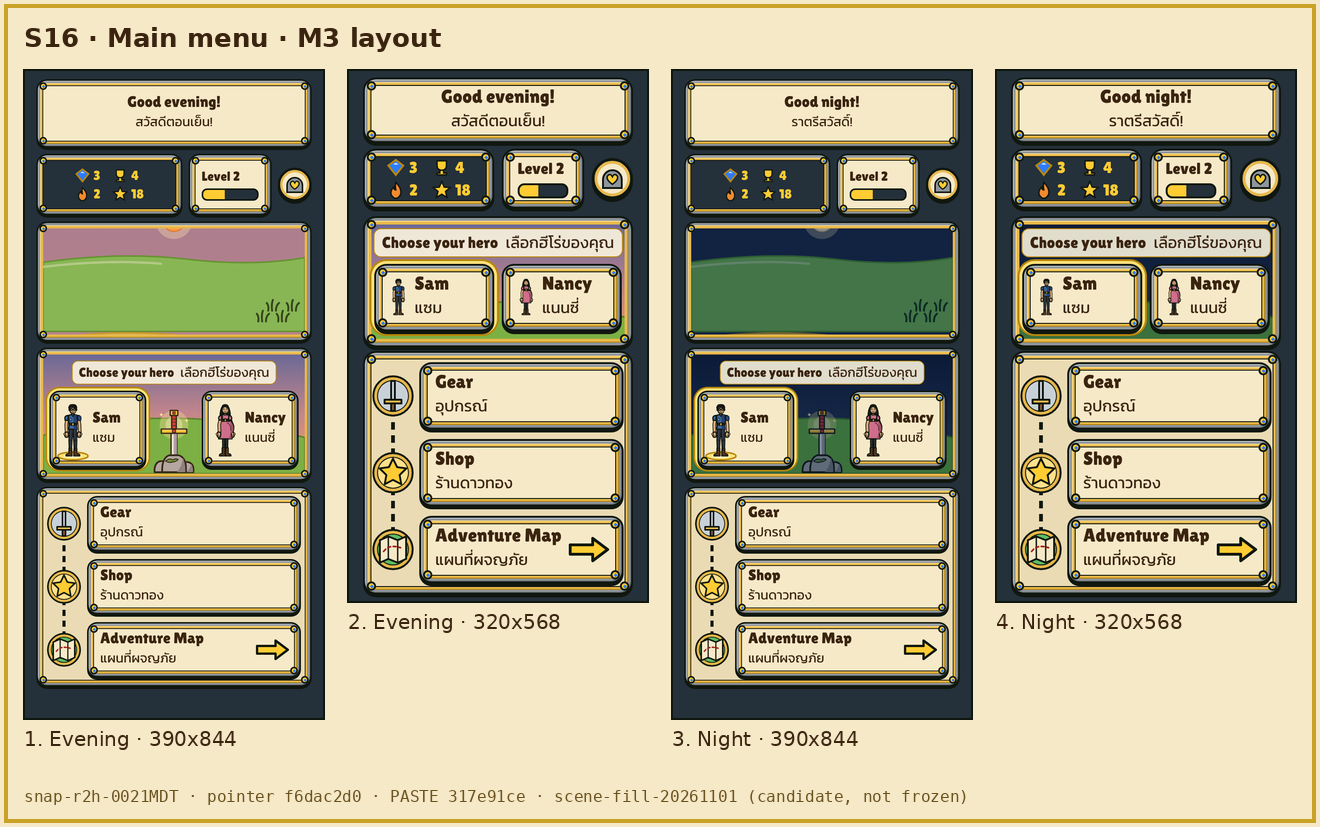 S16 · Main menu · M3 layout
Good evening!
สวัสดีตอนเย็น!
3 4
2 18
Level 2
Choose your hero เลือกฮีโร่ของคุณ
Sam
แซม
Nancy
แนนซี่
Gear
อุปกรณ์
Shop
ร้านดาวทอง
Adventure Map
แผนที่ผจญภัย
1. Evening · 390x844
Good evening!
สวัสดีตอนเย็น!
3 4
2 18
Level 2
Choose your hero เลือกฮีโร่ของคุณ
Sam
แซม
Nancy
แนนซี่
Gear
อุปกรณ์
Shop
ร้านดาวทอง
Adventure Map
แผนที่ผจญภัย
2. Evening · 320x568
Good night!
ราตรีสวัสดิ์!
3 4
2 18
Level 2
Choose your hero เลือกฮีโร่ของคุณ
Sam
แซม
Nancy
แนนซี่
Gear
อุปกรณ์
Shop
ร้านดาวทอง
Adventure Map
แผนที่ผจญภัย
3. Night · 390x844
Good night!
ราตรีสวัสดิ์!
3 4
2 18
Level 2
Choose your hero เลือกฮีโร่ของคุณ
Sam
แซม
Nancy
แนนซี่
Gear
อุปกรณ์
Shop
ร้านดาวทอง
Adventure Map
แผนที่ผจญภัย
4. Night · 320x568
snap-r2h-0021MDT · pointer f6dac2d0 · PASTE 317e91ce · scene-fill-20261101 (candidate, not frozen)